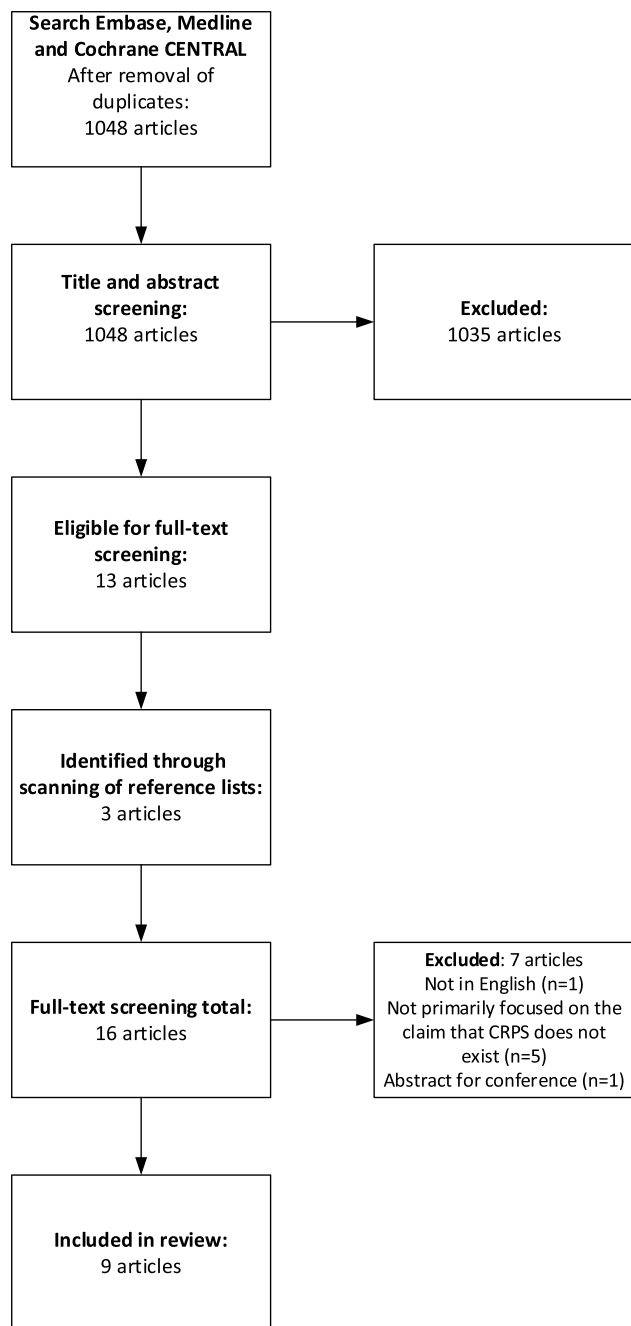 Search Embase, Medline
and Cochrane CENTRAL
After removal of
duplicates:
1048 articles
Title and abstract
screening:
1048 articles
Excluded:
1035 articles
Eligible for full-text
screening:
13 articles
Identified through
scanning of reference lists:
3 articles
Full-text screening total:
16 articles
Excluded: 7 articles
Not in English (n=1)
Not primarily focused on the
claim that CRPS does not
exist (n=5)
Abstract for conference (n=1)
Included in review:
9 articles